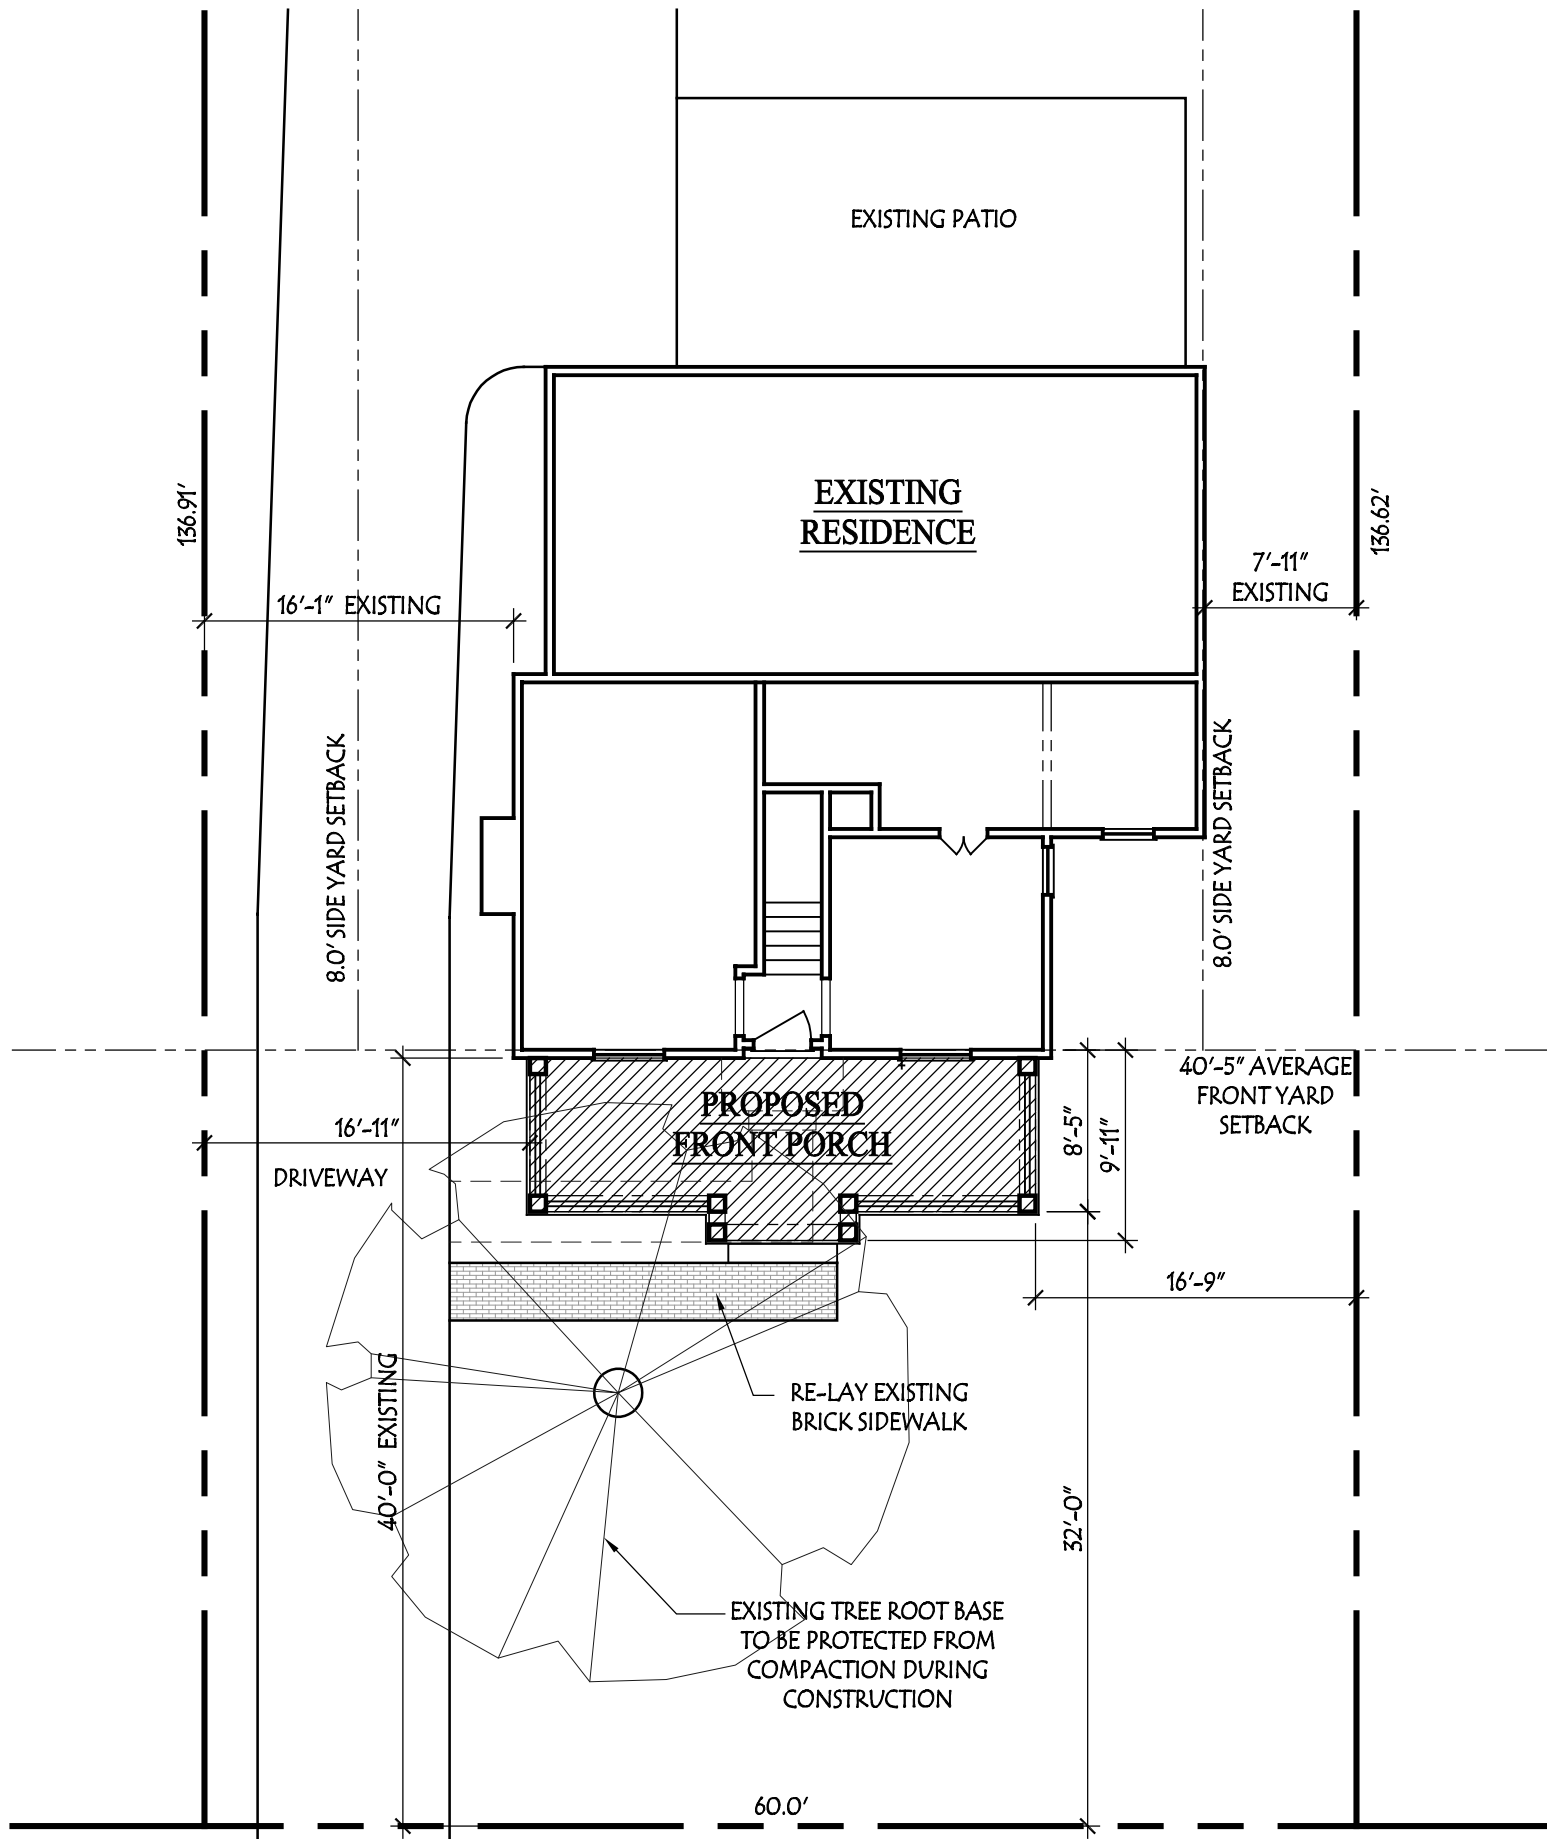 EXISTING PATIO
EXISTING
RESIDENCE
136.91'
136.62'
7'-11"
EXISTING
16'-1" EXISTING
8.0' SIDE YARD SETBACK
8.0' SIDE YARD SETBACK
40'-5" AVERAGE
FRONT YARD
SETBACK
PROPOSED
FRONT PORCH
16'-11"
8'-5"
9'-11"
DRIVEWAY
16'-9"
RE-LAY EXISTING
BRICK SIDEWALK
40'-0" EXISTING
32'-0"
EXISTING TREE ROOT BASE
TO BE PROTECTED FROM
COMPACTION DURING
CONSTRUCTION
60.0'